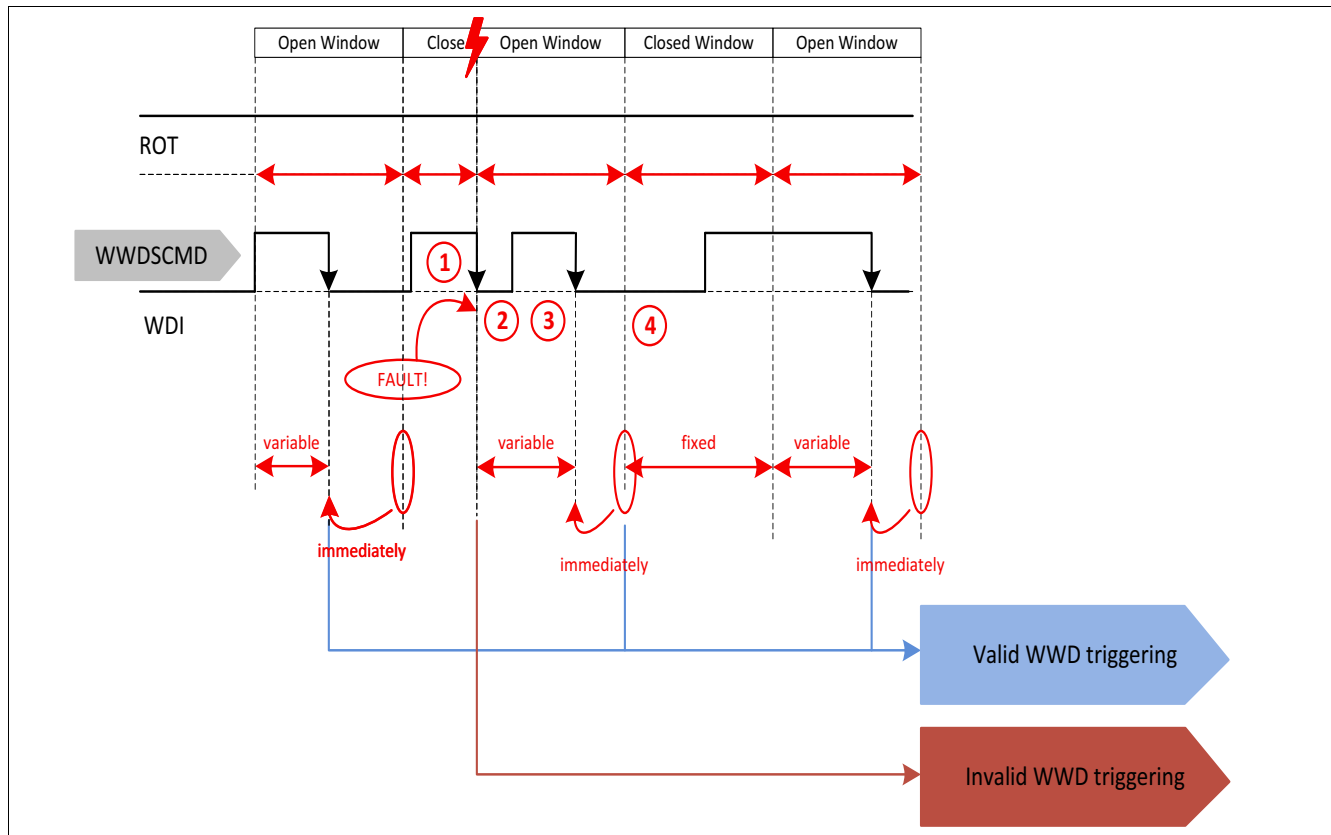 Open Window
Close
Open Window
Closed Window
Open Window
ROT
WWDSCMD
1
WDI
2
3
4
FAULT!
variable
variable
fixed
variable
immediately
immediately
immediately
Valid WWD triggering
Invalid WWD triggering